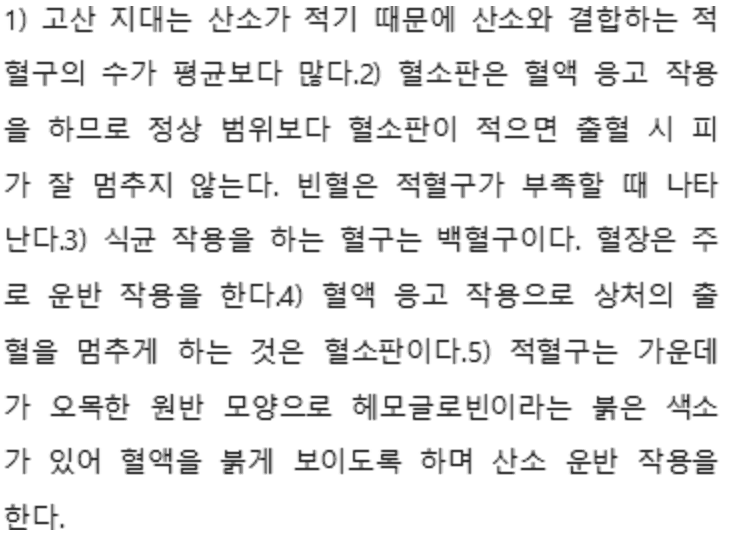 1) 고산 지대는 산소가 적기 때문에 산소와 결합하는 적
혈구의 수가 평균보다 많다.2) 혈소판은 혈액 응고 작용
을 하므로 정상 범위보다 혈소판이 적으면 출혈 시 피
가 잘 멈추지 않는다. 빈혈은 적혈구가 부족할 때 나타
난다.3) 식균 작용을 하는 혈구는 백혈구이다. 혈장은 주
로 운반 작용을 한다.4) 혈액 응고 작용으로 상처의 출
혈을 멈추게 하는 것은 혈소판이다.5) 적혈구는 가운데
가 오목한 원반 모양으로 헤모글로빈이라는 붉은 색소
가 있어 혈액을 붉게 보이도록 하며 산소 운반 작용을
한다.